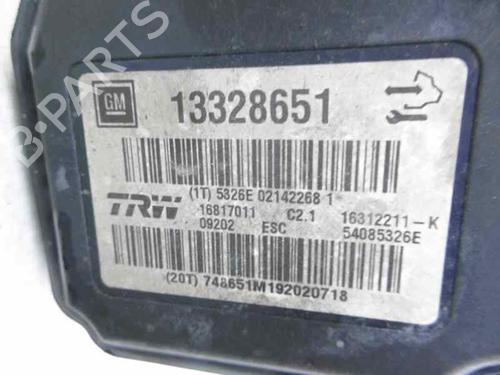 B-PARTS
GM 13328651
(1T) 5326E 02142268 1
TRW 16817011 C2.1 16312211-K
09202 ESC 54085326E
(20T) 748651M192020718